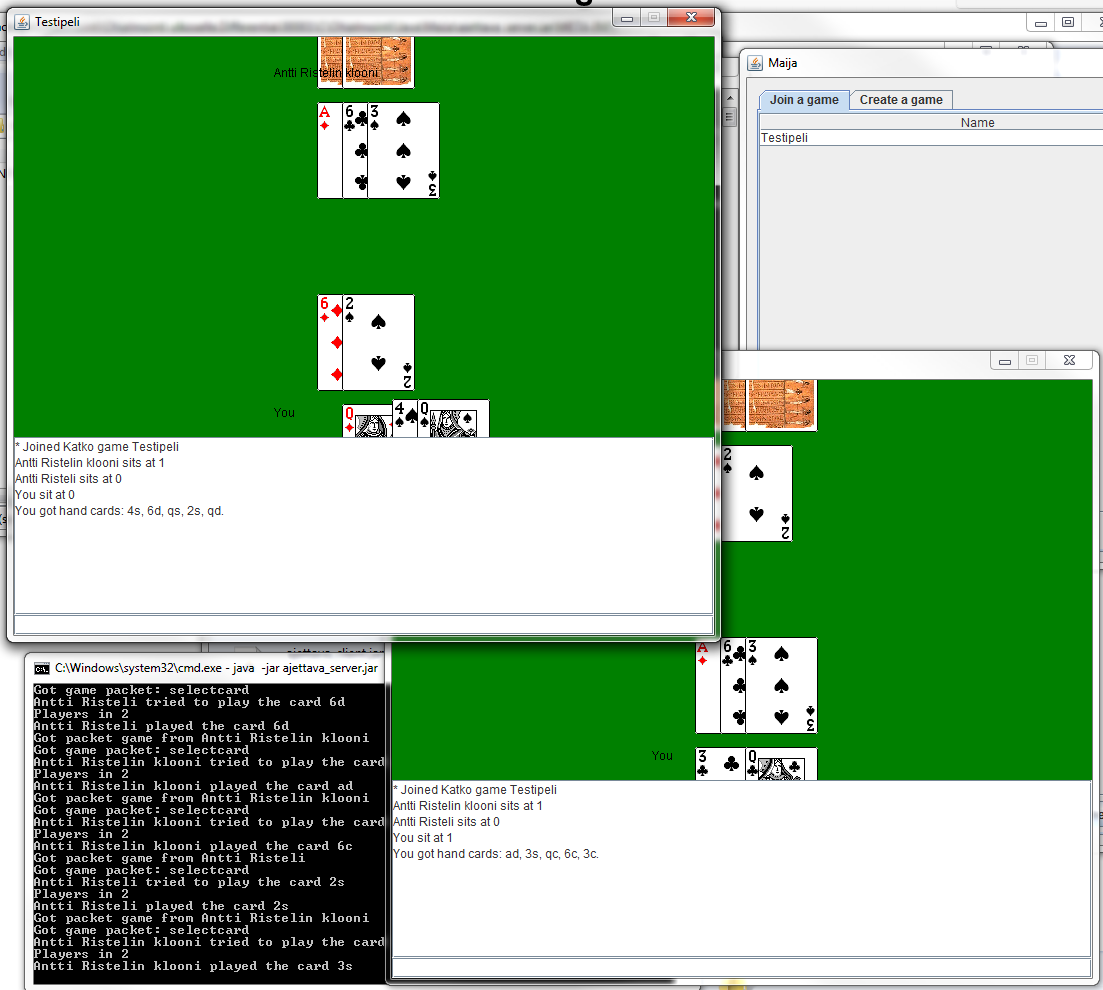 Testipeli
Antti Ristelin klooni
A
6
3
3
6
2
2
You
Q
4
Q
* Joined Katko game Testipeli
Antti Ristelin klooni sits at 1
Antti Risteli sits at 0
You sit at 0
You got hand cards: 4s, 6d, qs, 2s, qd.
Maija
Join a game
Create a game
Name
Testipeli
2
2
A
6
3
3
You
3
Q
* Joined Katko game Testipeli
Antti Ristelin klooni sits at 1
Antti Risteli sits at 0
You sit at 1
You got hand cards: ad, 3s, qc, 6c, 3c.
C:\Windows\system32\cmd.exe - java -jar ajettava_server.jar
Got game packet: selectcard
Antti Risteli tried to play the card 6d
Players in 2
Antti Risteli played the card 6d
Got packet game from Antti Ristelin klooni
Got game packet: selectcard
Antti Ristelin klooni tried to play the card
Players in 2
Antti Ristelin klooni played the card ad
Got packet game from Antti Ristelin klooni
Got game packet: selectcard
Antti Ristelin klooni tried to play the card
Players in 2
Antti Ristelin klooni played the card 6c
Got packet game from Antti Risteli
Got game packet: selectcard
Antti Risteli tried to play the card 2s
Players in 2
Antti Risteli played the card 2s
Got packet game from Antti Ristelin klooni
Got game packet: selectcard
Antti Ristelin klooni tried to play the card
Players in 2
Antti Ristelin klooni played the card 3s